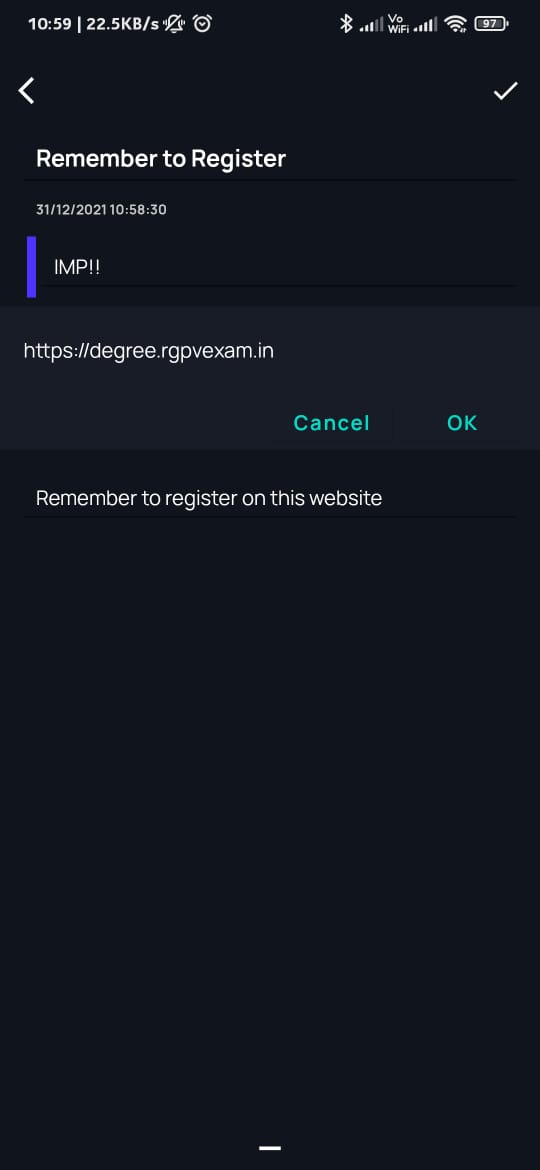 10:59 | 22.5KB/s
Vo
WiFi
97
Remember to Register
31/12/2021 10:58:30
IMP!!
https://degree.rgpvexam.in
Cancel OK
Remember to register on this website